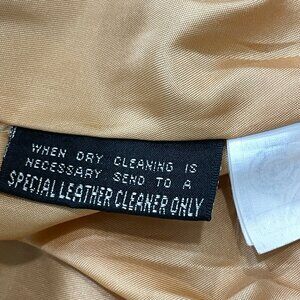 WHEN DRY CLEANING IS
NECESSARY SEND TO A
SPECIAL LEATHER CLEANER ONLY